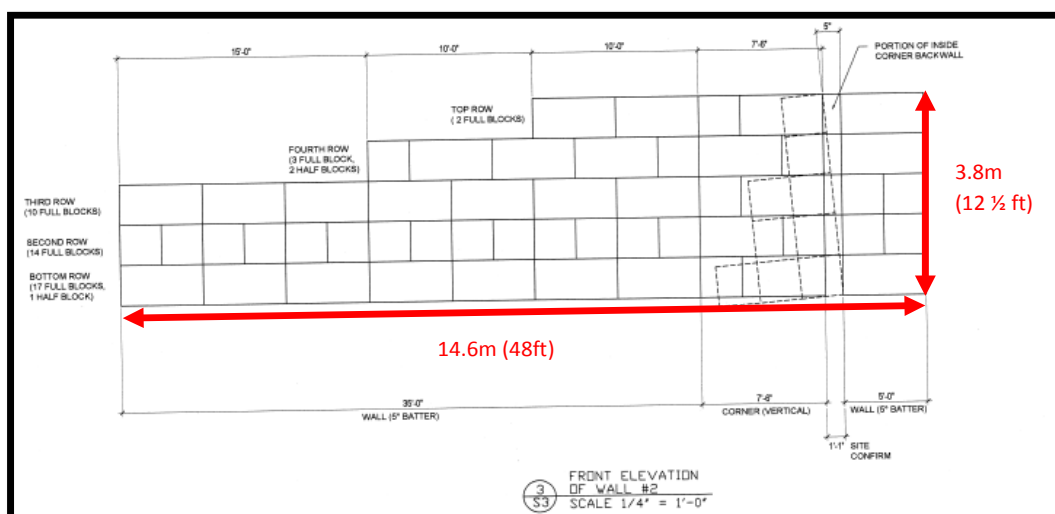 5"
15'-0"
10'-0"
10'-0"
7'-6"
PORTION OF INSIDE
CORNER BACKWALL
TOP ROW
( 2 FULL BLOCKS)
FOURTH ROW
(3 FULL BLOCK,
2 HALF BLOCKS)
THIRD ROW
(10 FULL BLOCKS)
SECOND ROW
(14 FULL BLOCKS)
BOTTOM ROW
(17 FULL BLOCKS,
1 HALF BLOCK)
3.8m
(12 ½ ft)
14.6m (48ft)
35'-0"
WALL (5° BATTER)
7'-6"
CORNER (VERTICAL)
5'-0"
WALL (5° BATTER)
1'-1"
SITE
CONFIRM
3
S3
FRONT ELEVATION
OF WALL #2
SCALE 1/4" = 1'-0"